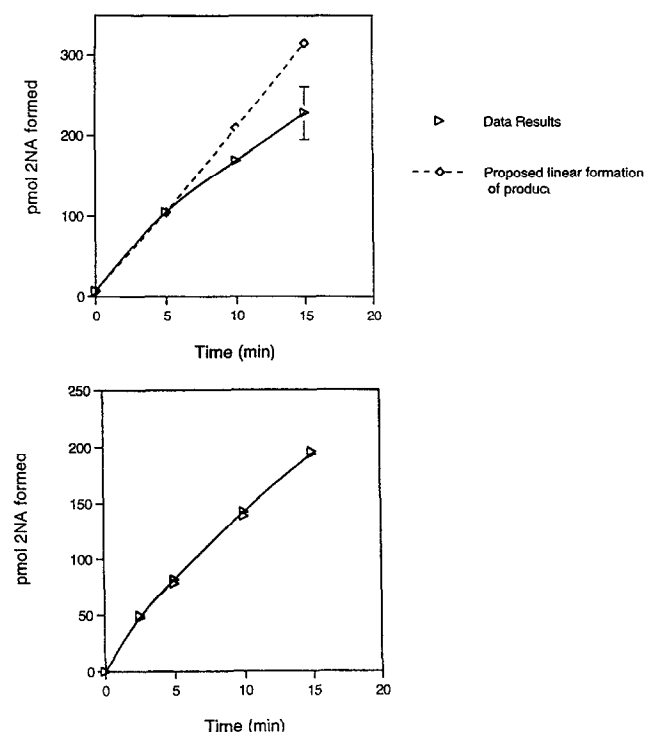 300
200
100
0
pmol 2NA formed
0 5 10 15 20
Time (min)
Data Results
Proposed linear formation
of produc
250
200
150
100
50
0
pmol 2NA formed
0 5 10 15 20
Time (min)